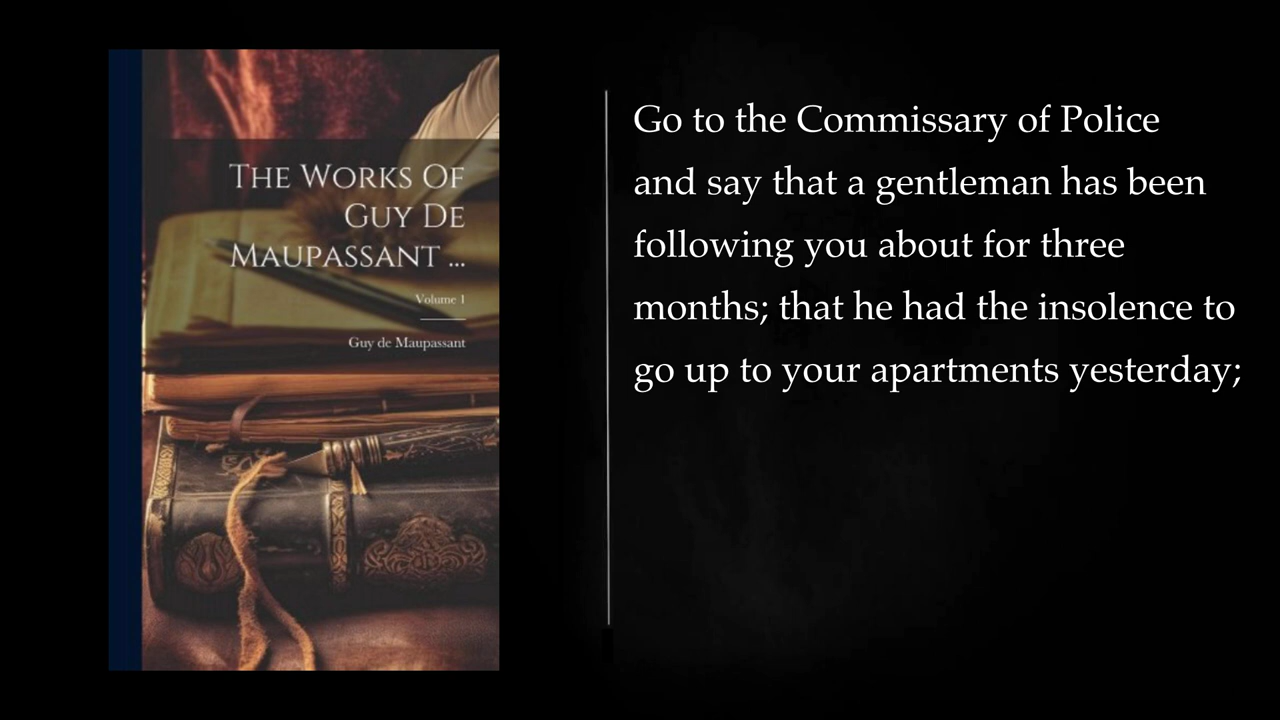 The Works Of
Guy De
Maupassant ...
Volume 1
Guy de Maupassant
Go to the Commissary of Police
and say that a gentleman has been
following you about for three
months; that he had the insolence to
go up to your apartments yesterday;